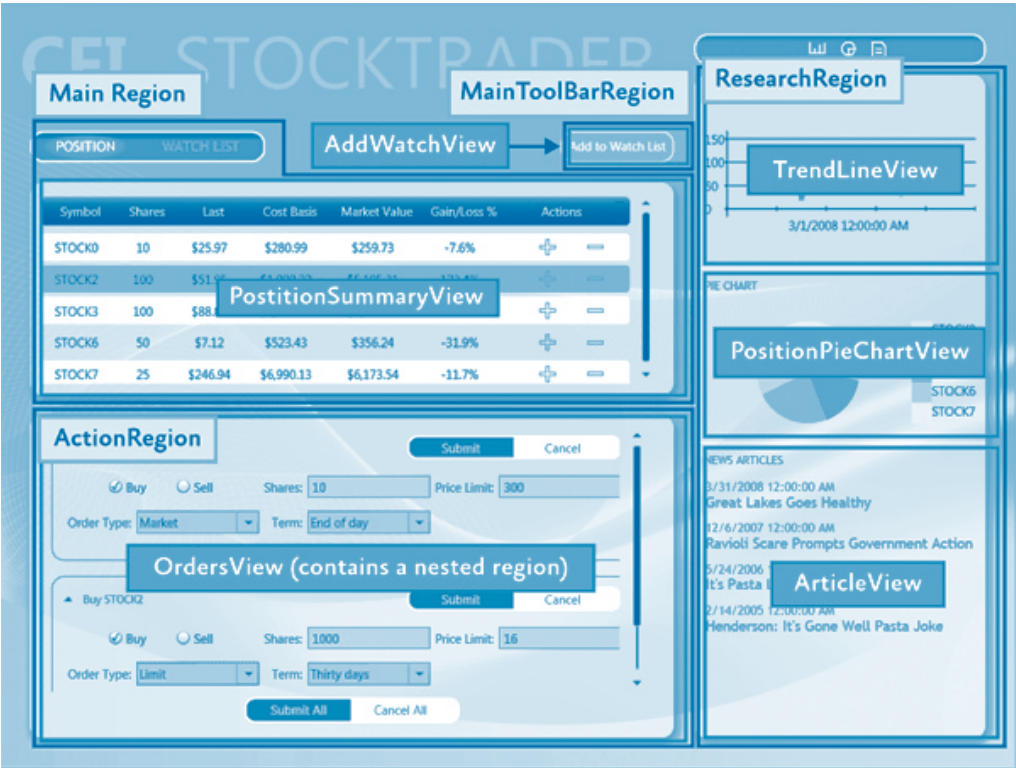 CFI STOCKTRADER
Main Region
MainToolBarRegion
ResearchRegion
POSITION
WATCH LIST
AddWatchView
Add to Watch List
150
100
50
0
TrendLineView
3/1/2008 12:00:00 AM
Symbol Shares Last Cost Basis Market Value Gain/Loss % Actions
STOCK0 10 $25.97 $280.99 $259.73 -7.6%
STOCK2 100
PostitionSummaryView
STOCK3 100
STOCK6 50 $7.12 $523.43 $356.24 -31.9%
STOCK7 25 $246.94 $6,990.13 $6,173.54 -11.7%
PIE CHART
PositionPieChartView
STOCK6
STOCK7
ActionRegion
Submit Cancel
Buy Sell Shares: 10 Price Limit: 300
Order Type: Market Term: End of day
OrdersView (contains a nested region)
Buy STOCK2 Submit Cancel
Buy Sell Shares: 1000 Price Limit: 16
Order Type: Limit Term: Thirty days
Submit All Cancel All
NEWS ARTICLES
3/31/2008 12:00:00 AM
Great Lakes Goes Healthy
12/6/2007 12:00:00 AM
Ravioli Scare Prompts Government Action
5/24/2006
It's Pasta
ArticleView
2/14/2005 12:00:00 AM
Henderson: It's Gone Well Pasta Joke